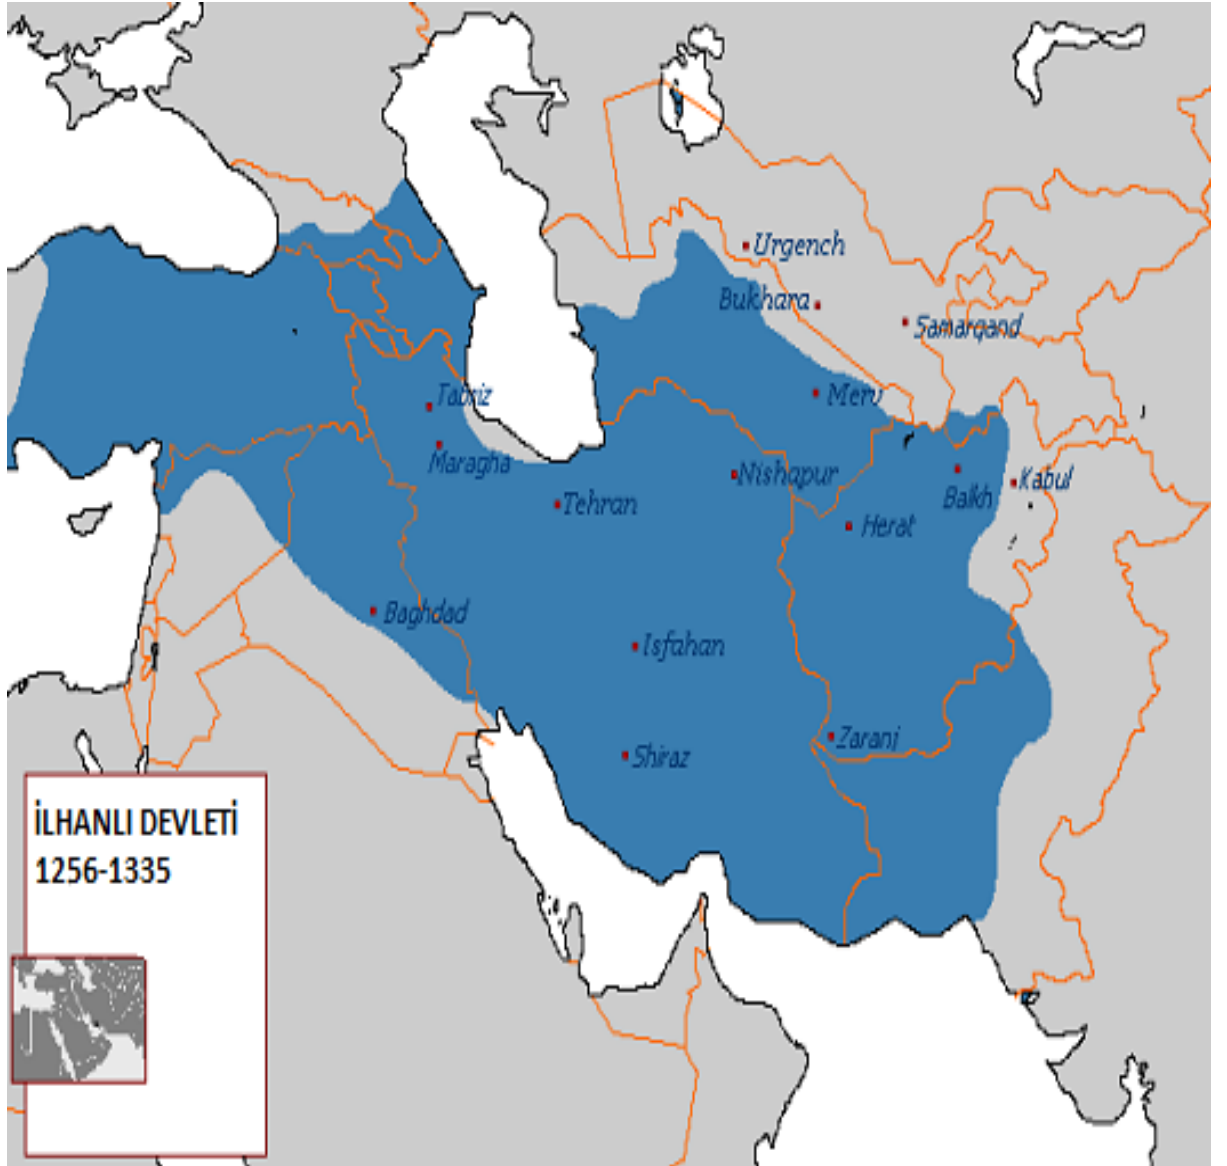 Urgench
Bukhara
Samarqand
Tabriz
Merv
Maragha
Nishapur
Balkh
Kabul
Tehran
Herat
Baghdad
Isfahan
Zaranj
Shiraz
İLHANLI DEVLETİ
1256-1335